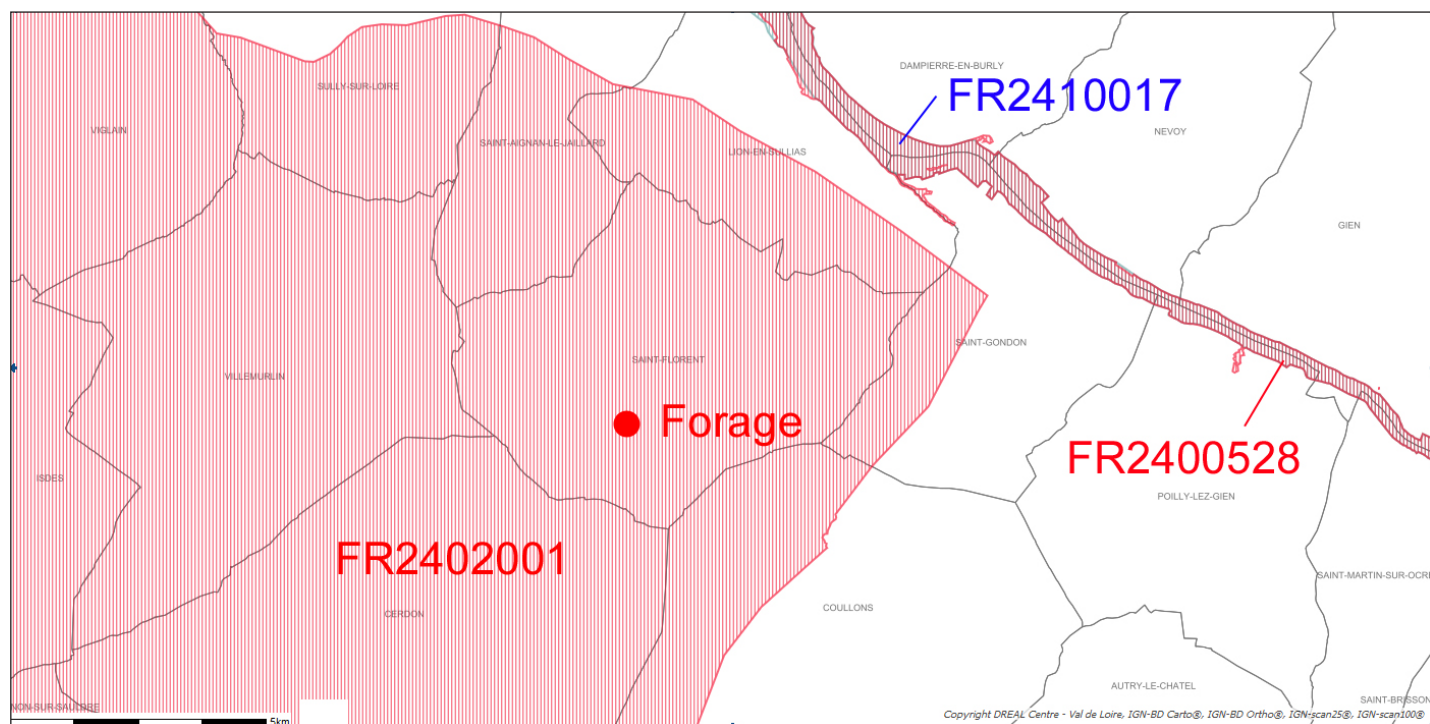 DAMPIERRE-EN-BURLY
SULLY-SUR-LOIRE
FR2410017
VIGLAIN
NEVOY
SAINT-AIGNAN-LE-JAILLARD
LION-EN-SULLIAS
GIEN
SAINT-GONDON
SAINT-FLORENT
VILLEMURLIN
Forage
FR2400528
ISDES
POILLY-LEZ-GIEN
FR2402001
SAINT-MARTIN-SUR-OCRE
CERDON
COULLONS
AUTRY-LE-CHATEL
SAINT-BRISSON
NON-SUR-SAULDRE
5km
Copyright DREAL Centre - Val de Loire, IGN-BD Carto®, IGN-BD Ortho®, IGN-scan25®, IGN-scan100®